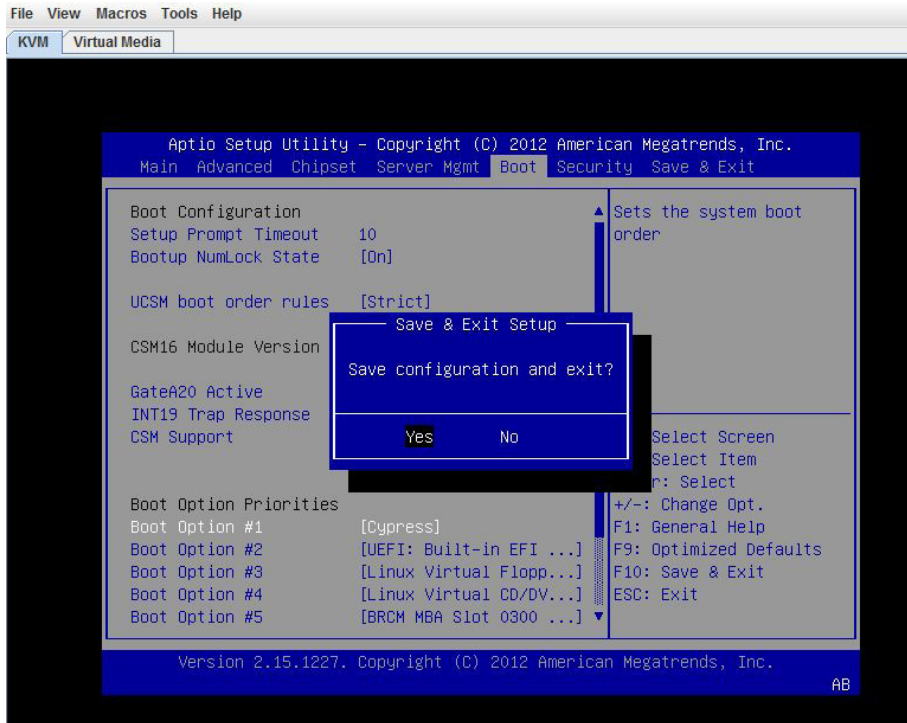 File View Macros Tools Help
KVM Virtual Media
Aptio Setup Utility – Copyright (C) 2012 American Megatrends, Inc.
Main Advanced Chipset Server Mgmt Boot Security Save & Exit
Boot Configuration
Setup Prompt Timeout 10
Bootup NumLock State [On]
UCSM boot order rules [Strict]
CSM16 Module Version
GateA20 Active
INT19 Trap Response
CSM Support
Boot Option Priorities
Boot Option #1 [Cypress]
Boot Option #2 [UEFI: Built-in EFI ...]
Boot Option #3 [Linux Virtual Flopp...]
Boot Option #4 [Linux Virtual CD/DV...]
Boot Option #5 [BRCM MBA Slot 0300 ...]
Save & Exit Setup
Save configuration and exit?
Yes No
Sets the system boot
order
Select Screen
Select Item
r: Select
+/-: Change Opt.
F1: General Help
F9: Optimized Defaults
F10: Save & Exit
ESC: Exit
Version 2.15.1227. Copyright (C) 2012 American Megatrends, Inc.
AB